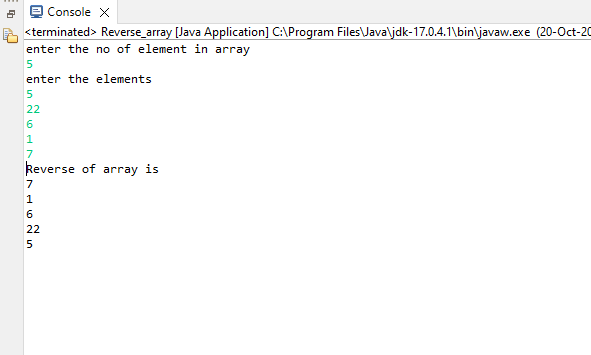 Console
<terminated> Reverse_array [Java Application] C:\Program Files\Java\jdk-17.0.4.1\bin\javaw.exe (20-Oct-20
enter the no of element in array
5
enter the elements
5
22
6
1
7
Reverse of array is
7
1
6
22
5